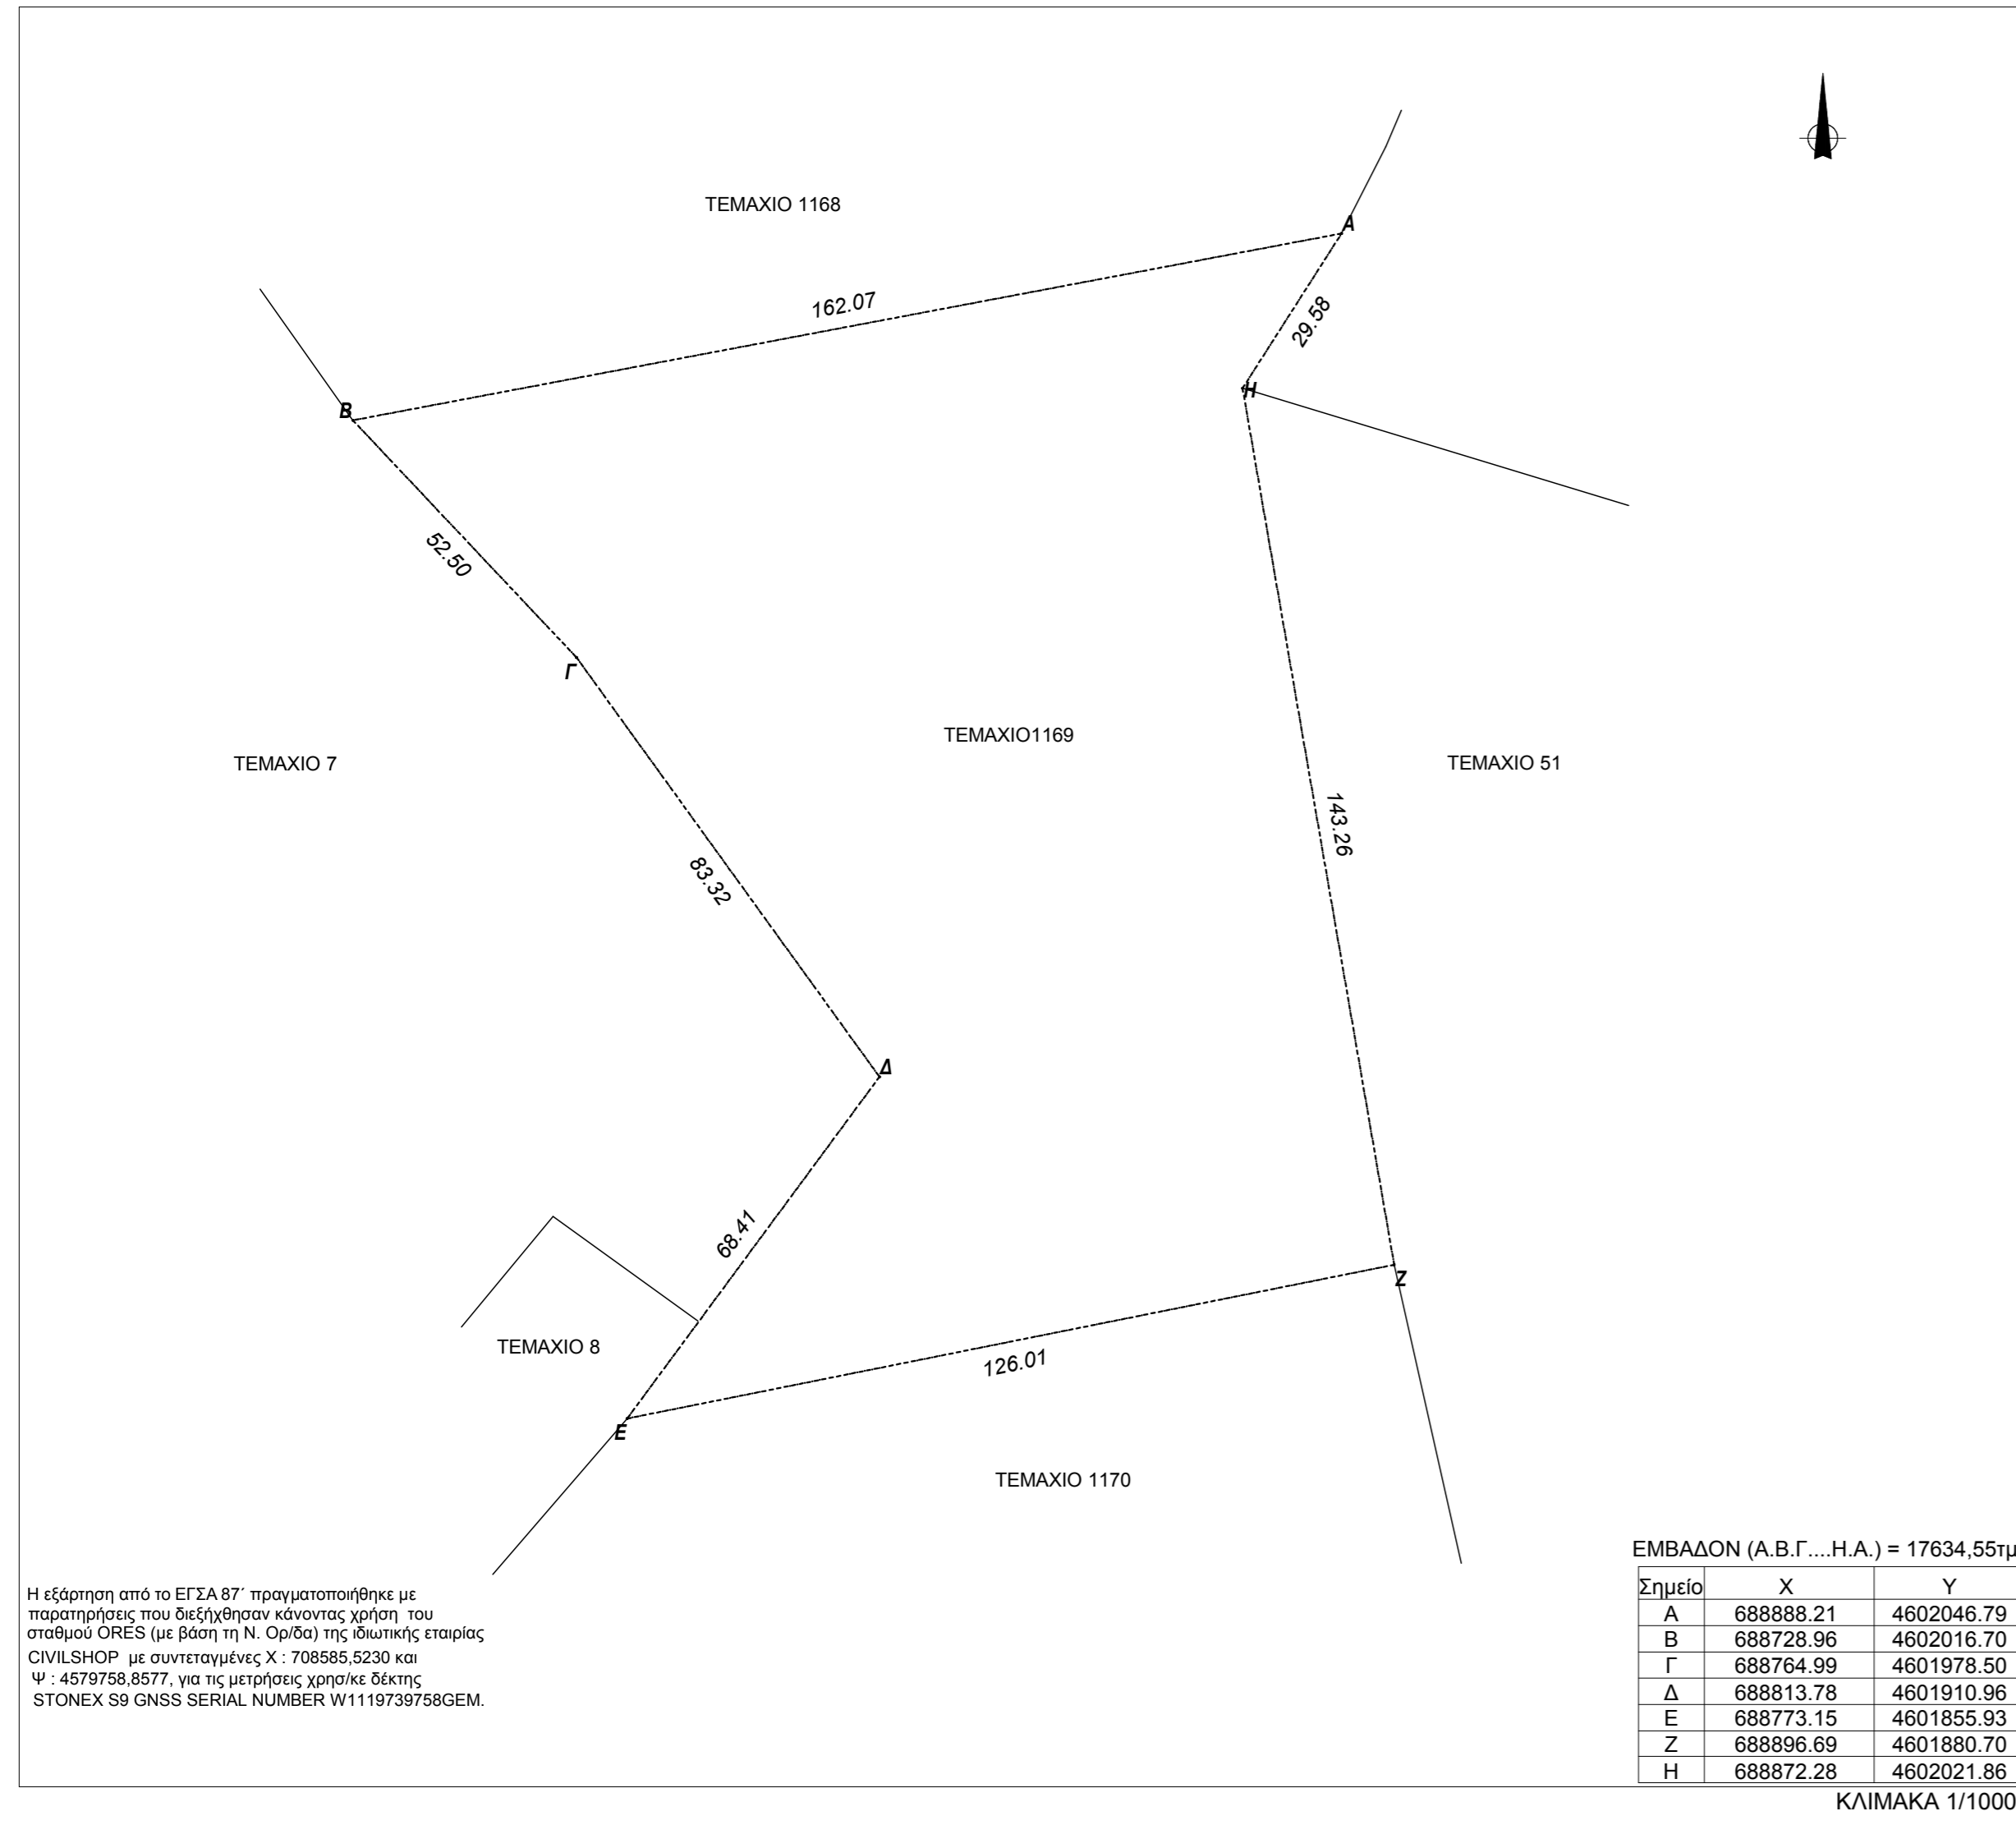 ΤΕΜΑΧΙΟ 1168
A
162.07
29.58
H
B
52.50
Γ
ΤΕΜΑΧΙΟ1169
ΤΕΜΑΧΙΟ 7
ΤΕΜΑΧΙΟ 51
143.26
83.32
Δ
68.41
Z
ΤΕΜΑΧΙΟ 8
126.01
E
ΤΕΜΑΧΙΟ 1170
ΕΜΒΑΔΟΝ (Α.Β.Γ....Η.Α.) = 17634,55τμ
Σημείο X Y
A 688888.21 4602046.79
B 688728.96 4602016.70
Γ 688764.99 4601978.50
Δ 688813.78 4601910.96
E 688773.15 4601855.93
Z 688896.69 4601880.70
H 688872.28 4602021.86
ΚΛΙΜΑΚΑ 1/1000
Η εξάρτηση από το ΕΓΣΑ 87΄ πραγματοποιήθηκε με
παρατηρήσεις που διεξήχθησαν κάνοντας χρήση του
σταθμού ORES (με βάση τη Ν. Ορ/δα) της ιδιωτικής εταιρίας
CIVILSHOP με συντεταγμένες Χ : 708585,5230 και
Ψ : 4579758,8577, για τις μετρήσεις χρησ/κε δέκτης
STONEX S9 GNSS SERIAL NUMBER W1119739758GEM.